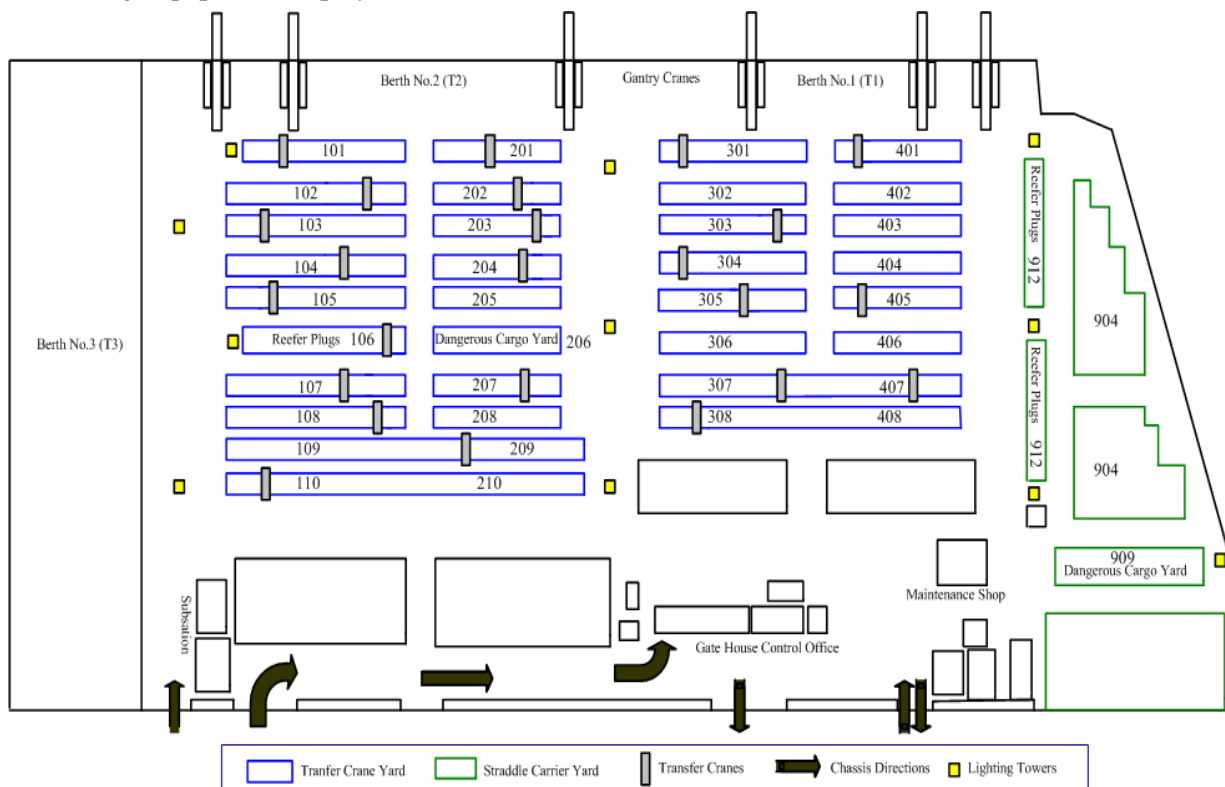 Berth No.2 (T2)
Gantry Cranes
Berth No.1 (T1)
101
201
301
401
102
202
302
402
103
203
303
403
104
204
304
404
105
205
305
405
Reefer Plugs 106
Dangerous Cargo Yard 206
306
406
107
207
307
407
108
208
308
408
109
209
110
210
Berth No.3 (T3)
Reefer Plugs 912
Reefer Plugs 912
904
904
909
Dangerous Cargo Yard
Maintenance Shop
Subsation
Gate House Control Office
Tranfer Crane Yard
Straddle Carrier Yard
Transfer Cranes
Chassis Directions
Lighting Towers